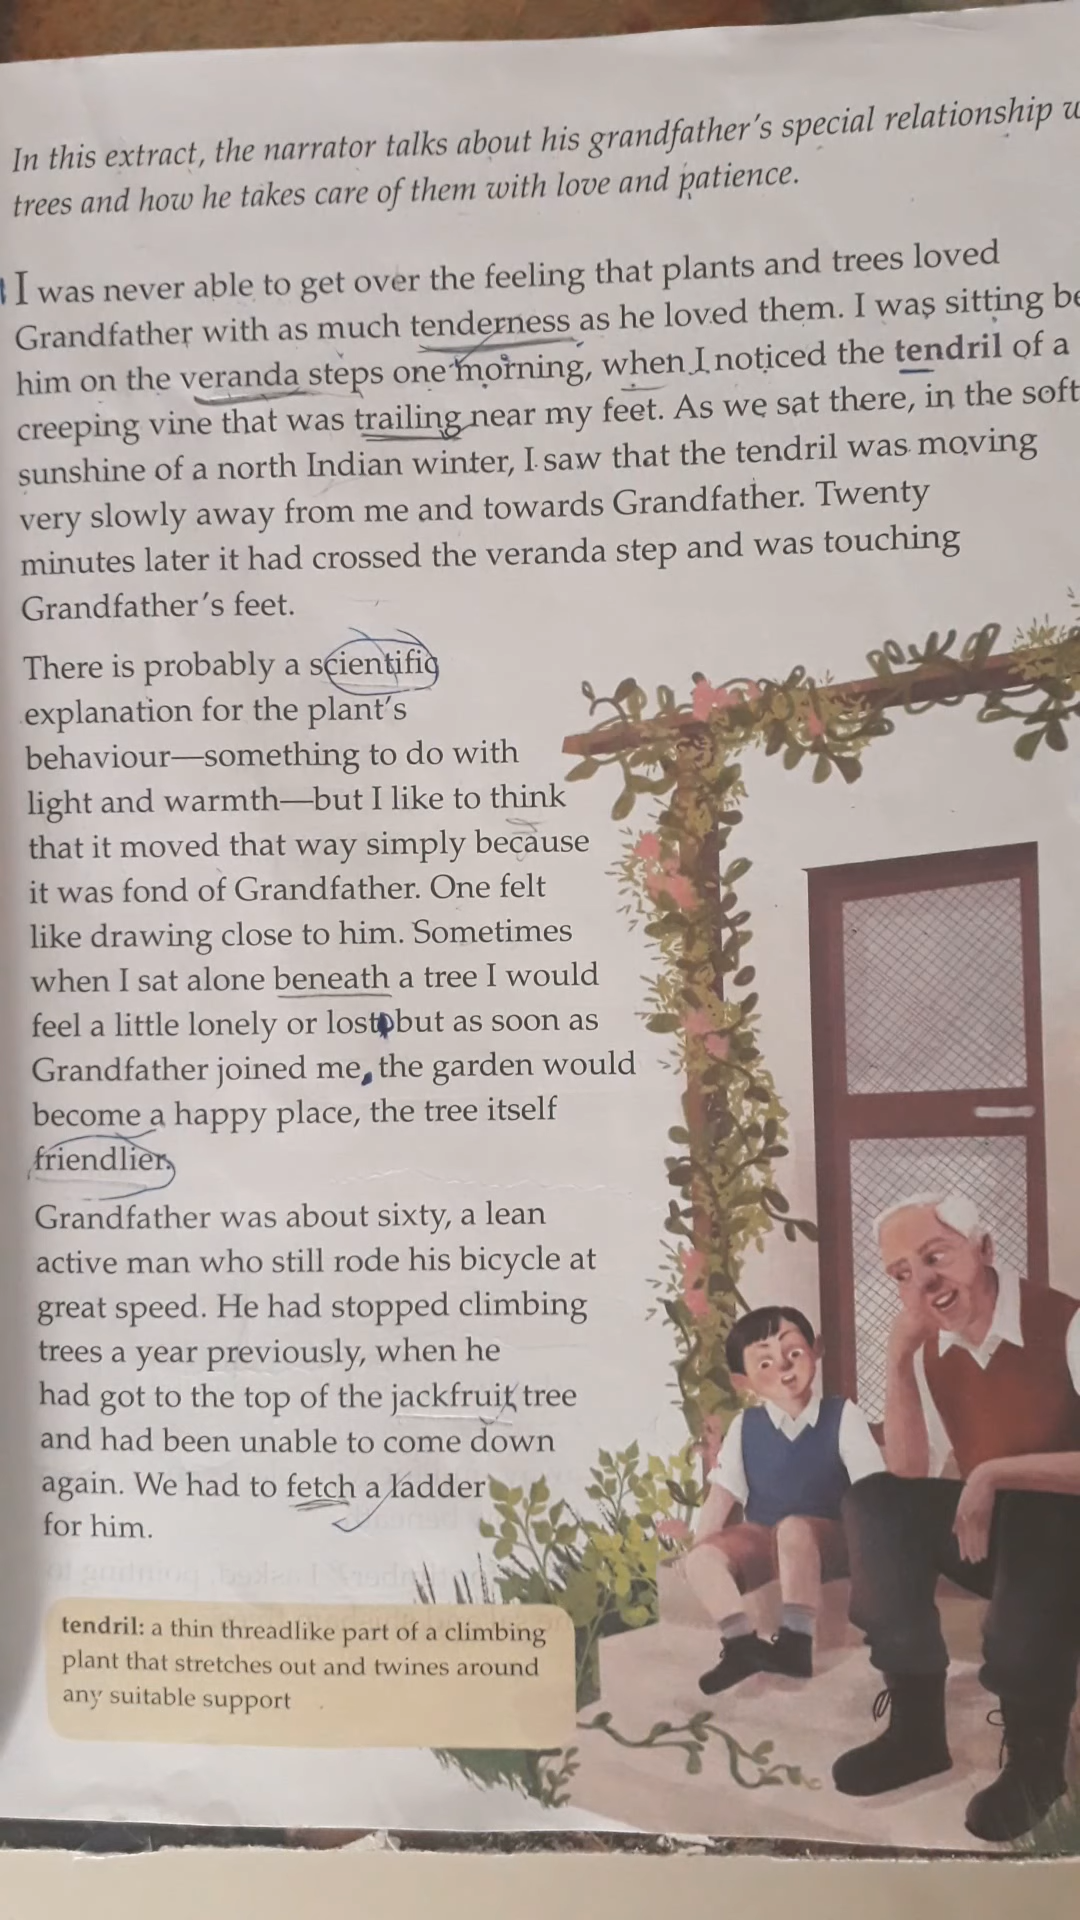 In this extract, the narrator talks about his grandfather's special relationship
trees and how he takes care of them with love and patience.
I was never able to get over the feeling that plants and trees loved
Grandfather with as much tenderness as he loved them. I was sitting
him on the veranda steps one morning, when I noticed the tendril of a
creeping vine that was trailing near my feet. As we sat there, in the soft
sunshine of a north Indian winter, I saw that the tendril was moving
very slowly away from me and towards Grandfather. Twenty
minutes later it had crossed the veranda step and was touching
Grandfather's feet.
There is probably a scientific
explanation for the plant's
behaviour—something to do with
light and warmth—but I like to think
that it moved that way simply because
it was fond of Grandfather. One felt
like drawing close to him. Sometimes
when I sat alone beneath a tree I would
feel a little lonely or lost, but as soon as
Grandfather joined me, the garden would
become a happy place, the tree itself
friendlier.
Grandfather was about sixty, a lean
active man who still rode his bicycle at
great speed. He had stopped climbing
trees a year previously, when he
had got to the top of the jackfruit tree
and had been unable to come down
again. We had to fetch a ladder
for him.
tendril: a thin threadlike part of a climbing
plant that stretches out and twines around
any suitable support